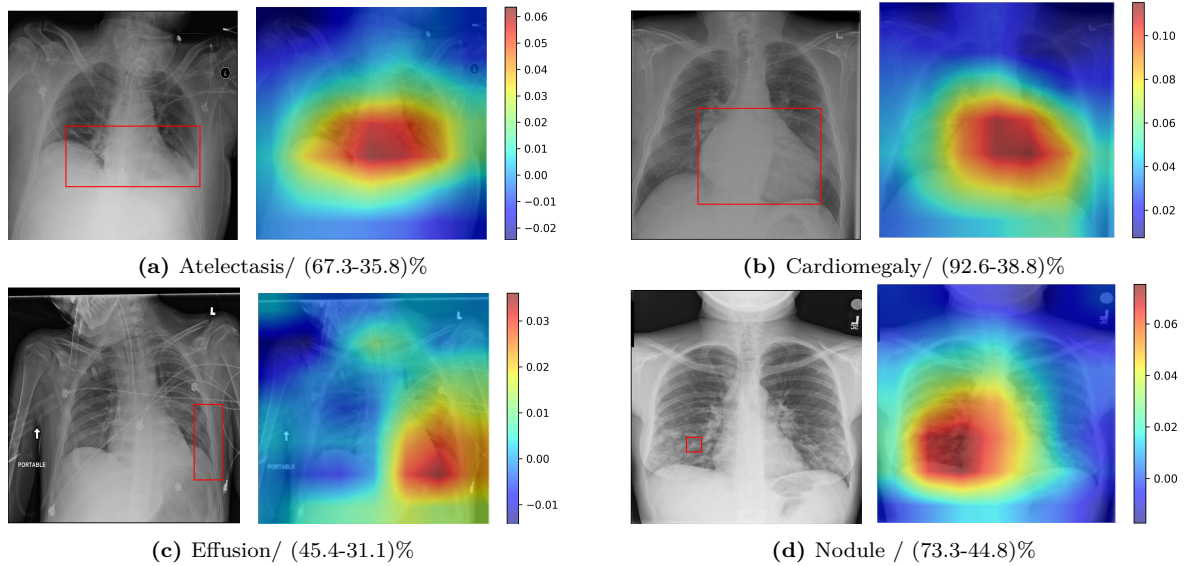 L
0.06
0.05
0.04
0.03
0.02
0.01
0.00
−0.01
−0.02
L
0.10
0.08
0.06
0.04
0.02
(a) Atelectasis/ (67.3-35.8)%
(b) Cardiomegaly/ (92.6-38.8)%
L
PORTABLE
L
PORTABLE
0.03
0.02
0.01
0.00
−0.01
0.06
0.04
0.02
0.00
(c) Effusion/ (45.4-31.1)%
(d) Nodule / (73.3-44.8)%